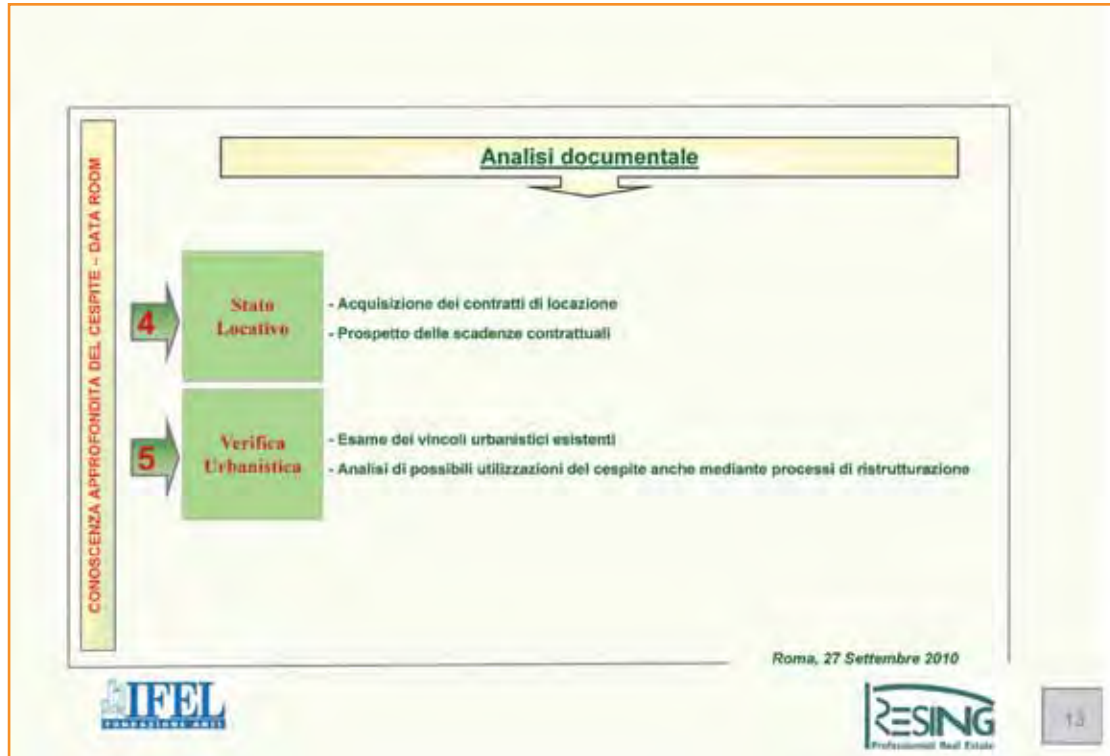 Analisi documentale
CONOSCENZA APPROFONDITA DEL CESPITE – DATA ROOM
4
Stato
Locativo
- Acquisizione dei contratti di locazione
- Prospetto delle scadenze contrattuali
5
Verifica
Urbanistica
- Esame dei vincoli urbanistici esistenti
- Analisi di possibili utilizzazioni del cespite anche mediante processi di ristrutturazione
Roma, 27 Settembre 2010
IFEL
FONDAZIONE ANCI
RESING
Professionisti Real Estate
13